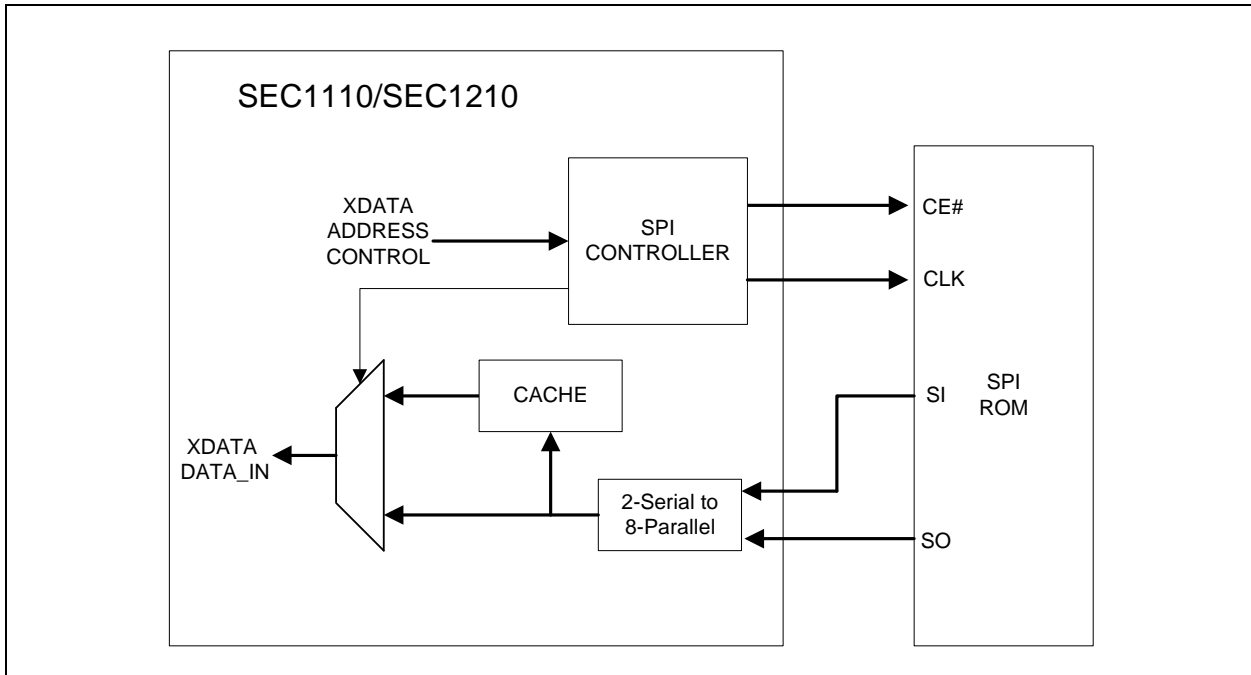 SEC1110/SEC1210
XDATA
ADDRESS
CONTROL
SPI
CONTROLLER
CE#
CLK
CACHE
SI
SPI
ROM
XDATA
DATA_IN
2-Serial to
8-Parallel
SO